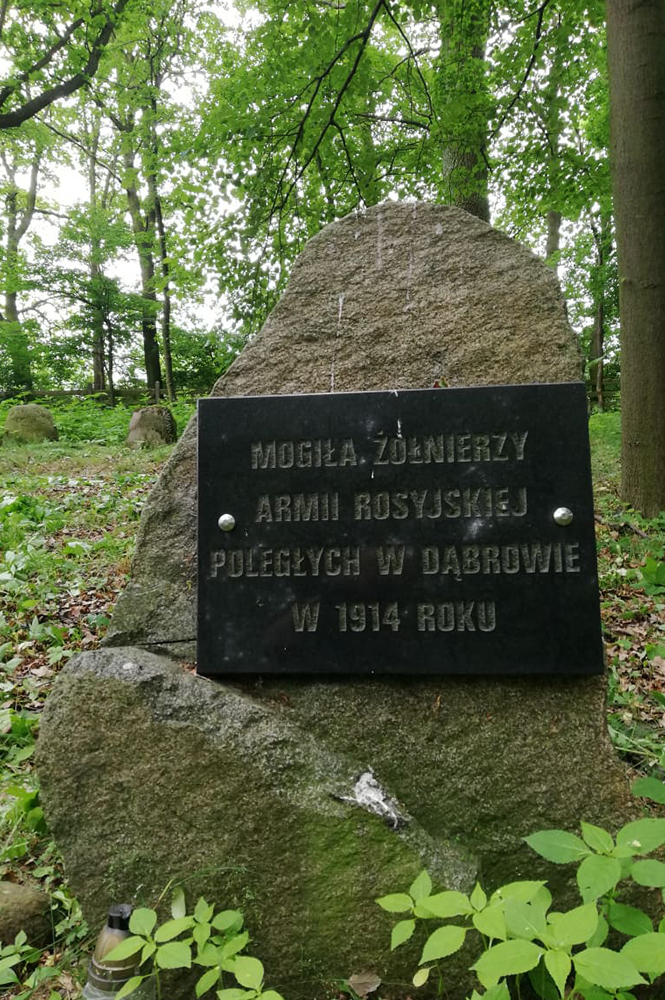 MOGIŁA ŻOŁNIERZY
ARMII ROSYJSKIEJ
POLEGŁYCH W DĄBROWIE
W 1914 ROKU